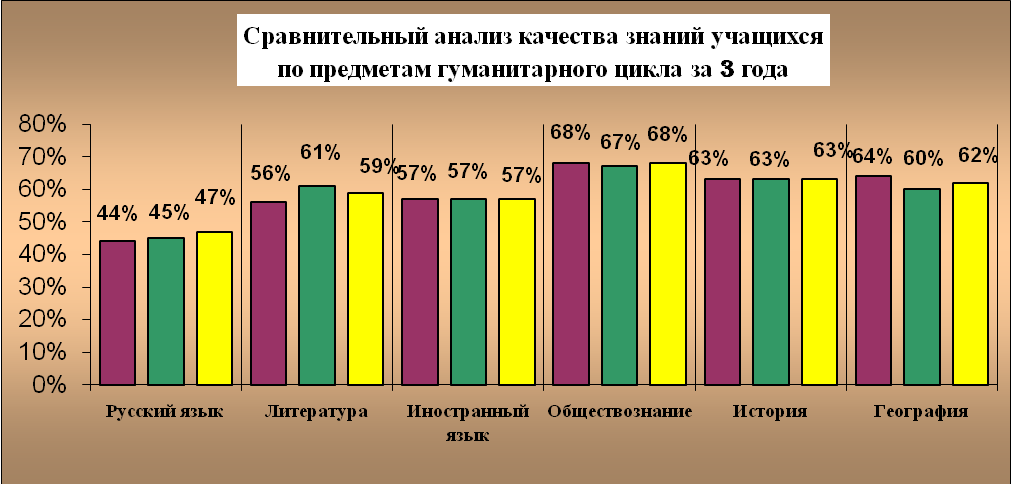 Сравнительный анализ качества знаний учащихся
по предметам гуманитарного цикла за 3 года
80%
70%
60%
50%
40%
30%
20%
10%
0%
44% 45% 47%
56% 61% 59%
57% 57% 57%
68% 67% 68%
63% 63% 63%
64% 60% 62%
Русский язык
Литература
Иностранный
язык
Обществознание
История
География